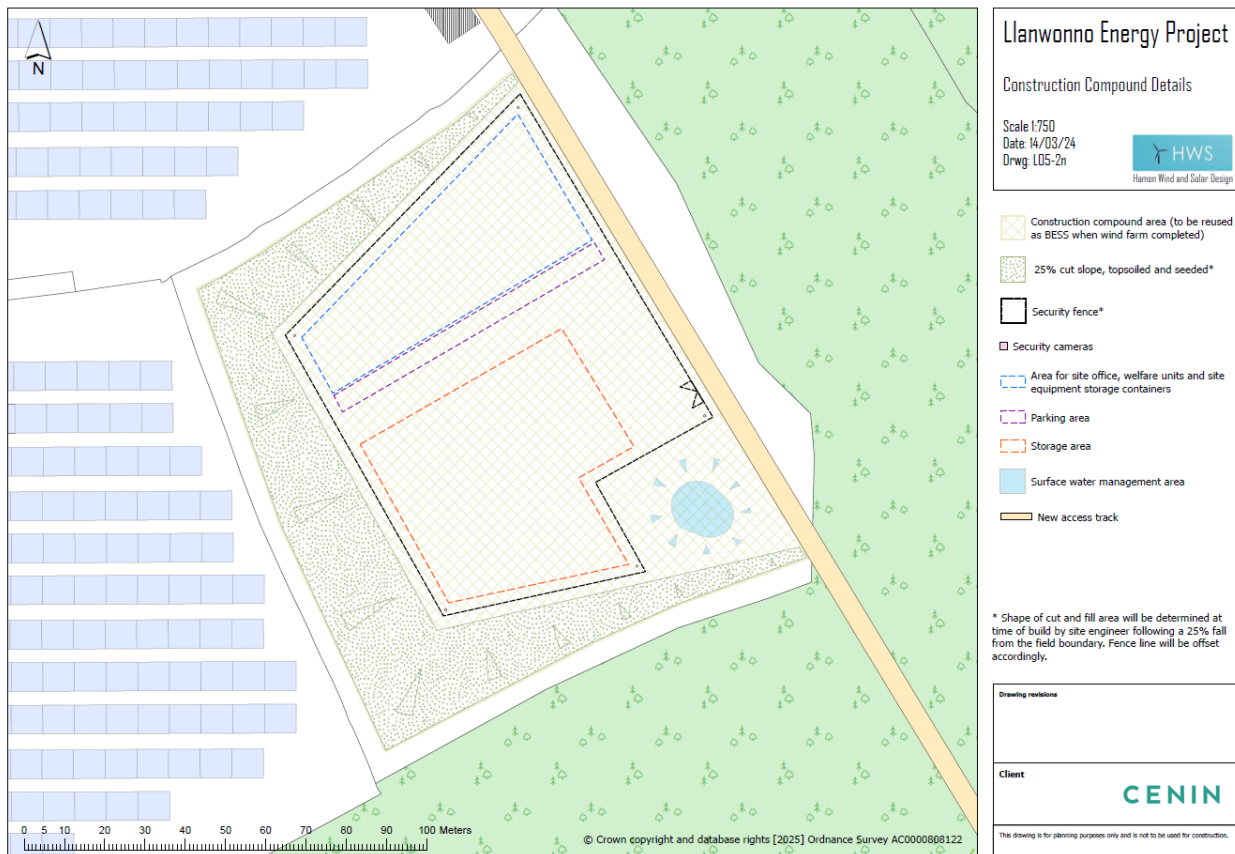 N
Llanwonno Energy Project
Construction Compound Details
Scale 1:750
Date: 14/03/24
Drwg: L05-2n
HWS
Hamon Wind and Solar Design
Construction compound area (to be reused
as BESS when wind farm completed)
25% cut slope, topsoiled and seeded*
Security fence*
Security cameras
Area for site office, welfare units and site
equipment storage containers
Parking area
Storage area
Surface water management area
New access track
* Shape of cut and fill area will be determined at
time of build by site engineer following a 25% fall
from the field boundary. Fence line will be offset
accordingly.
Drawing revisions
Client
CENIN
This drawing is for planning purposes only and is not to be used for construction.
0 5 10 20 30 40 50 60 70 80 90 100 Meters
© Crown copyright and database rights [2025] Ordnance Survey AC0000808122